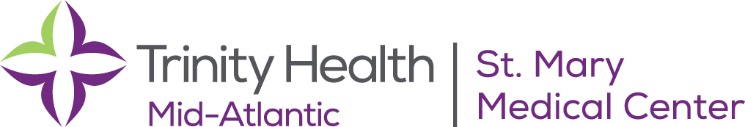 Trinity Health
Mid-Atlantic
St. Mary
Medical Center